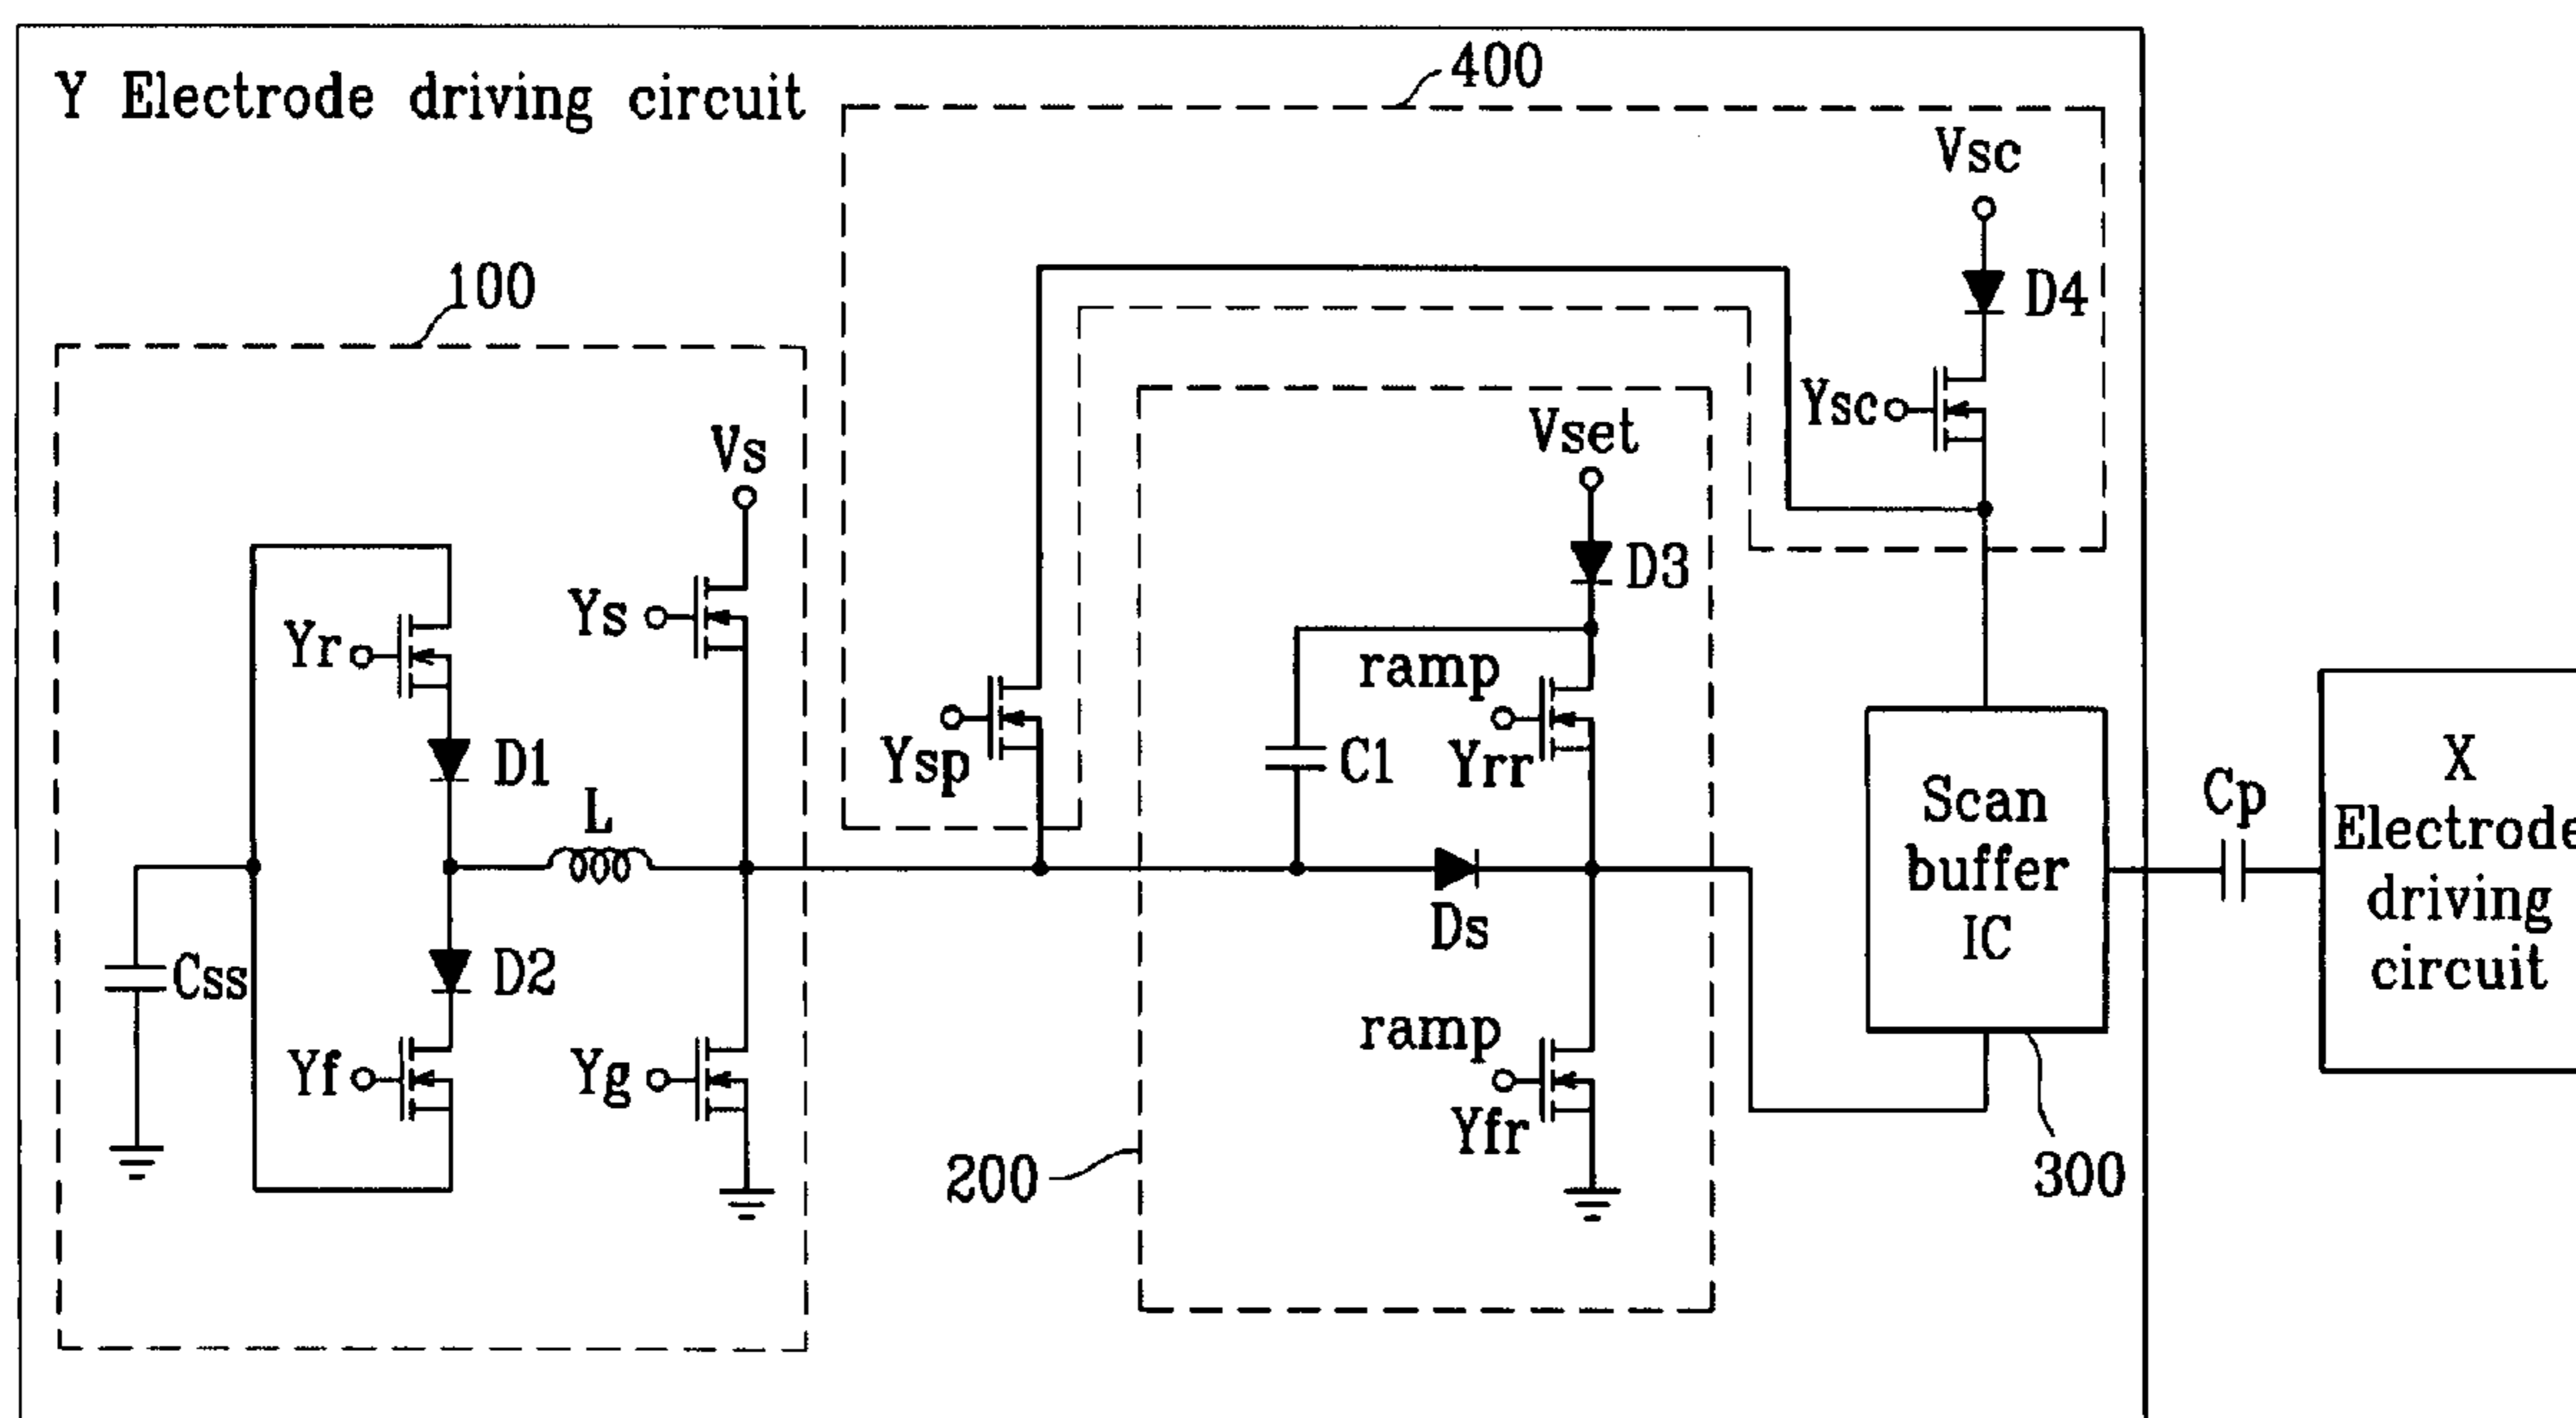 Y Electrode driving circuit
400
Vsc
D4
Ysc
100
Vs
Vset
Ys
D3
Yr
ramp
Yrr
Ysp
C1
D1
L
Ds
Scan
buffer
IC
Cp
X
Electrode
driving
circuit
Css
D2
Yf
Yg
ramp
Yfr
200
300